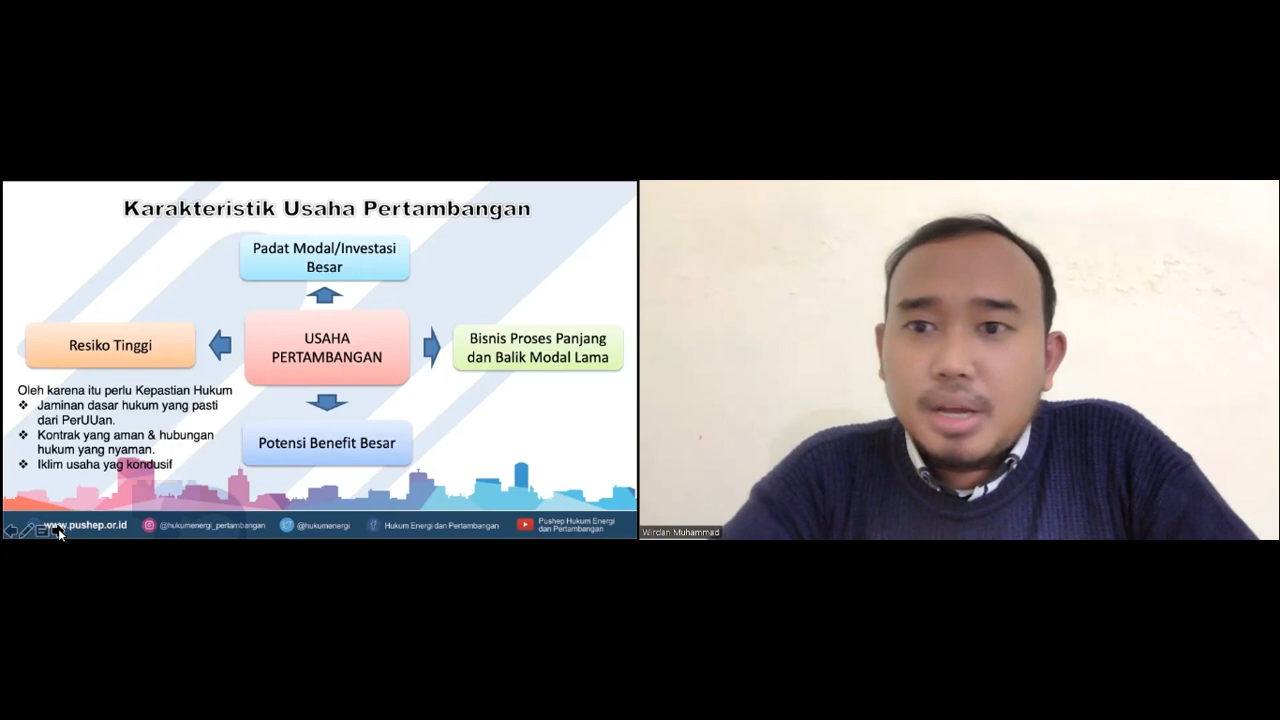 Karakteristik Usaha Pertambangan
Padat Modal/Investasi
Besar
Resiko Tinggi
USAHA
PERTAMBANGAN
Bisnis Proses Panjang
dan Balik Modal Lama
Potensi Benefit Besar
Oleh karena itu perlu Kepastian Hukum
❖ Jaminan dasar hukum yang pasti
dari PerUUan.
❖ Kontrak yang aman & hubungan
hukum yang nyaman.
❖ Iklim usaha yag kondusif
www.pushep.or.id
@hukumenergi_pertambangan
@hukumenergi
Hukum Energi dan Pertambangan
Pushep Hukum Energi
dan Pertambangan
Wirdan Muhammad